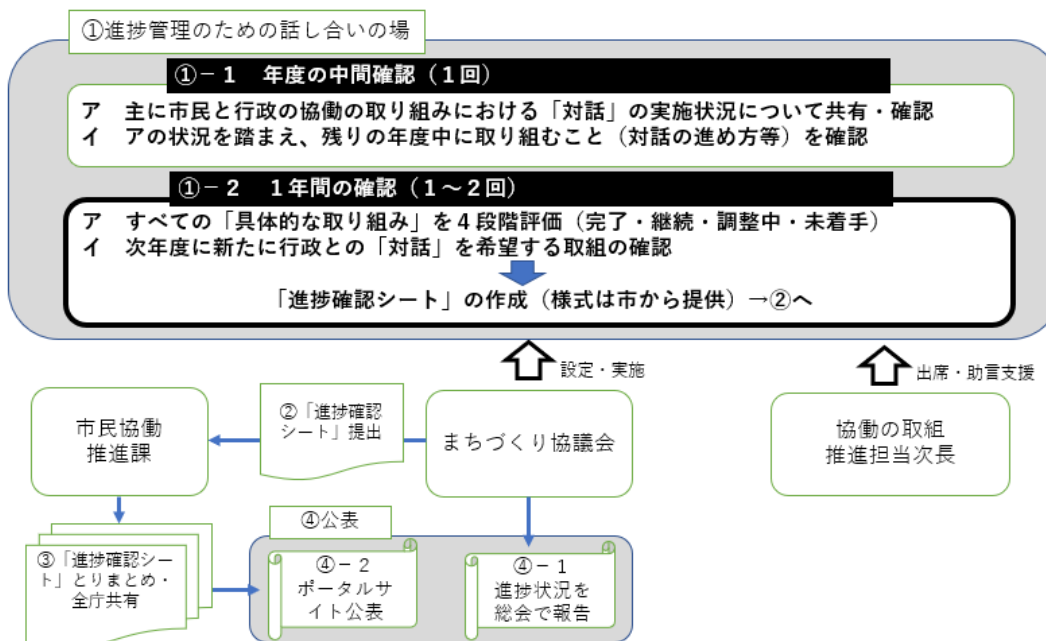 ①進捗管理のための話し合いの場
①－１　年度の中間確認（１回）
ア　主に市民と行政の協働の取り組みにおける「対話」の実施状況について共有・確認
イ　アの状況を踏まえ、残りの年度中に取り組むこと（対話の進め方等）を確認
①－２　１年間の確認（１～２回）
ア　すべての「具体的な取り組み」を４段階評価（完了・継続・調整中・未着手）
イ　次年度に新たに行政との「対話」を希望する取組の確認
「進捗確認シート」の作成（様式は市から提供）→②へ
設定・実施
出席・助言支援
市民協働
推進課
②「進捗確認
シート」提出
まちづくり協議会
協働の取組
推進担当次長
③「進捗確認シー
ト」とりまとめ・
全庁共有
④公表
④－２
ポータルサ
イト公表
④－１
進捗状況を
総会で報告